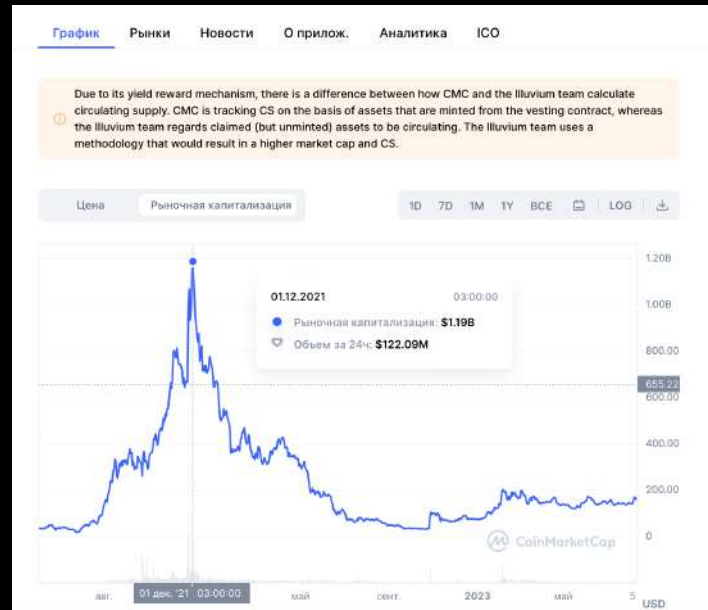 График Рынки Новости О прилож. Аналитика ICO
Due to its yield reward mechanism, there is a difference between how CMC and the Illuvium team calculate
circulating supply. CMC is tracking CS on the basis of assets that are minted from the vesting contract, whereas
the Illuvium team regards claimed (but unminted) assets to be circulating. The Illuvium team uses a
methodology that would result in a higher market cap and CS.
Цена Рыночная капитализация 1D 7D 1M 1Y ВСЕ LOG
1.20B
01.12.2021 03:00:00
1.00B
Рыночная капитализация: $1.19B
Объем за 24ч: $122.09M
800.00
655.22
600.00
400.00
200.00
0
CoinMarketCap
авг. 01 дек. '21 03:00:00 май сент. 2023 май 5
USD